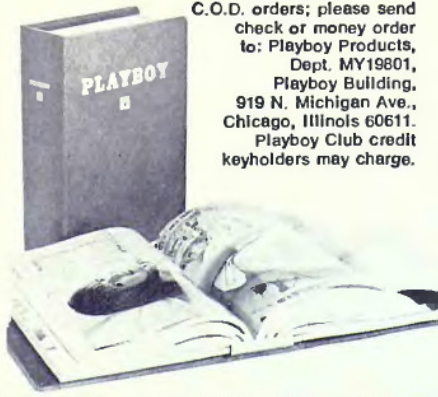 C.O.D. orders; please send
check or money order
to: Playboy Products,
Dept. MY19801,
Playboy Building,
919 N. Michigan Ave.,
Chicago, Illinois 60611.
Playboy Club credit
keyholders may charge.
PLAYBOY